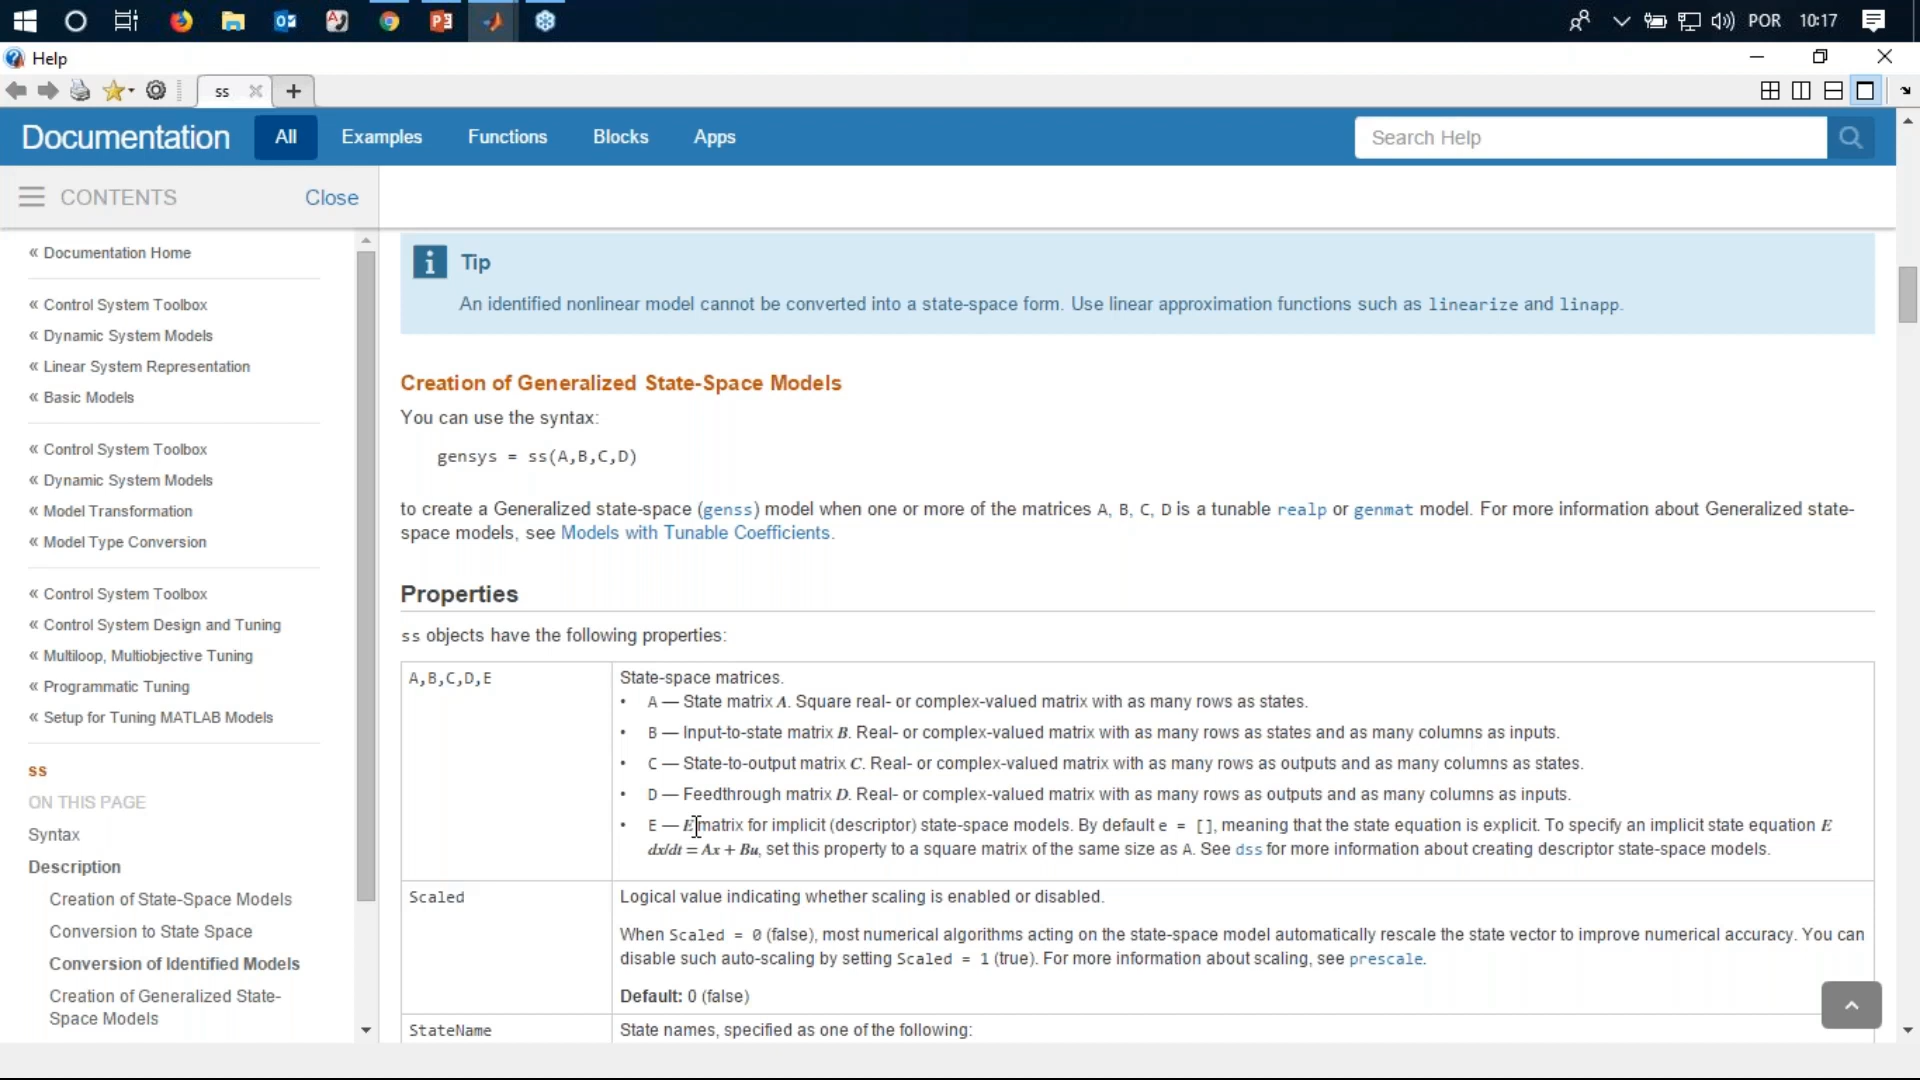 POR 10:17
Help
ss
Documentation All Examples Functions Blocks Apps Search Help
CONTENTS Close
« Documentation Home
« Control System Toolbox
« Dynamic System Models
« Linear System Representation
« Basic Models
« Control System Toolbox
« Dynamic System Models
« Model Transformation
« Model Type Conversion
« Control System Toolbox
« Control System Design and Tuning
« Multiloop, Multiobjective Tuning
« Programmatic Tuning
« Setup for Tuning MATLAB Models
ss
ON THIS PAGE
Syntax
Description
Creation of State-Space Models
Conversion to State Space
Conversion of Identified Models
Creation of Generalized State-
Space Models
Tip
An identified nonlinear model cannot be converted into a state-space form. Use linear approximation functions such as linearize and linapp.
Creation of Generalized State-Space Models
You can use the syntax:
gensys = ss(A,B,C,D)
to create a Generalized state-space (genss) model when one or more of the matrices A, B, C, D is a tunable realp or genmat model. For more information about Generalized state-
space models, see Models with Tunable Coefficients.
Properties
ss objects have the following properties:
A,B,C,D,E
State-space matrices.
• A — State matrix A. Square real- or complex-valued matrix with as many rows as states.
• B — Input-to-state matrix B. Real- or complex-valued matrix with as many rows as states and as many columns as inputs.
• C — State-to-output matrix C. Real- or complex-valued matrix with as many rows as outputs and as many columns as states.
• D — Feedthrough matrix D. Real- or complex-valued matrix with as many rows as outputs and as many columns as inputs.
• E — E matrix for implicit (descriptor) state-space models. By default e = [], meaning that the state equation is explicit. To specify an implicit state equation E
dx/dt = Ax + Bu, set this property to a square matrix of the same size as A. See dss for more information about creating descriptor state-space models.
Scaled
Logical value indicating whether scaling is enabled or disabled.
When Scaled = 0 (false), most numerical algorithms acting on the state-space model automatically rescale the state vector to improve numerical accuracy. You can
disable such auto-scaling by setting Scaled = 1 (true). For more information about scaling, see prescale.
Default: 0 (false)
StateName
State names, specified as one of the following: